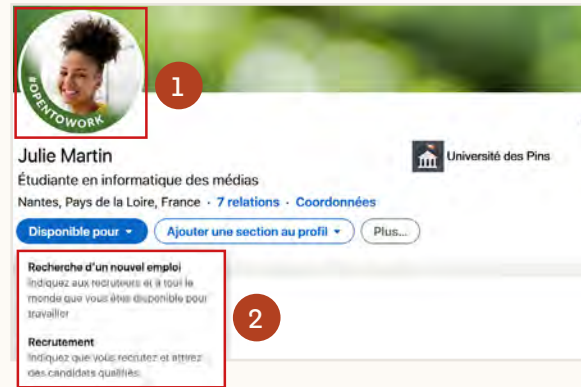 #OPENTOWORK
1
Julie Martin
Université des Pins
Étudiante en informatique des médias
Nantes, Pays de la Loire, France · 7 relations · Coordonnées
Disponible pour
Ajouter une section au profil
Plus...
Recherche d'un nouvel emploi
Indiquez aux recruteurs et à tout le
monde que vous êtes disponible pour
travailler
2
Recrutement
Indiquez que vous recrutez et attirez
des candidats qualifiés.